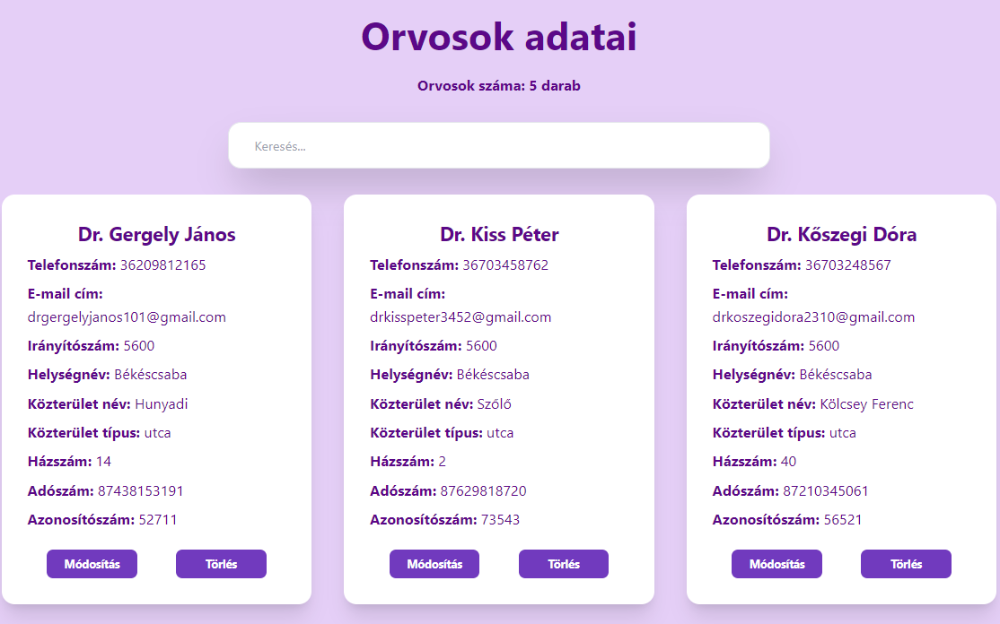 Orvosok adatai
Orvosok száma: 5 darab
Keresés...
Dr. Gergely János
Telefonszám: 36209812165
E-mail cím:
drgergelyjanos101@gmail.com
Irányítószám: 5600
Helységnév: Békéscsaba
Közterület név: Hunyadi
Közterület típus: utca
Házszám: 14
Adószám: 87438153191
Azonosítószám: 52711
Módosítás
Törlés
Dr. Kiss Péter
Telefonszám: 36703458762
E-mail cím:
drkisspeter3452@gmail.com
Irányítószám: 5600
Helységnév: Békéscsaba
Közterület név: Szőlő
Közterület típus: utca
Házszám: 2
Adószám: 87629818720
Azonosítószám: 73543
Módosítás
Törlés
Dr. Kőszegi Dóra
Telefonszám: 36703248567
E-mail cím:
drkoszegidora2310@gmail.com
Irányítószám: 5600
Helységnév: Békéscsaba
Közterület név: Kölcsey Ferenc
Közterület típus: utca
Házszám: 40
Adószám: 87210345061
Azonosítószám: 56521
Módosítás
Törlés